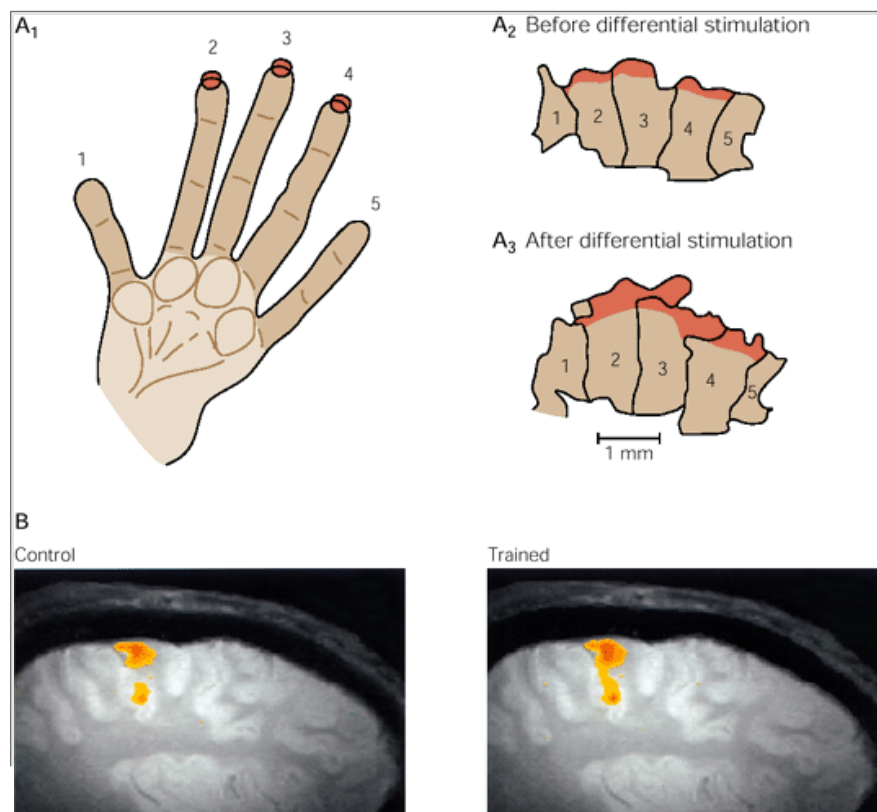 A1
2
3
4
1
5
A2 Before differential stimulation
1
2
3
4
5
A3 After differential stimulation
1
2
3
4
5
1 mm
B
Control
Trained